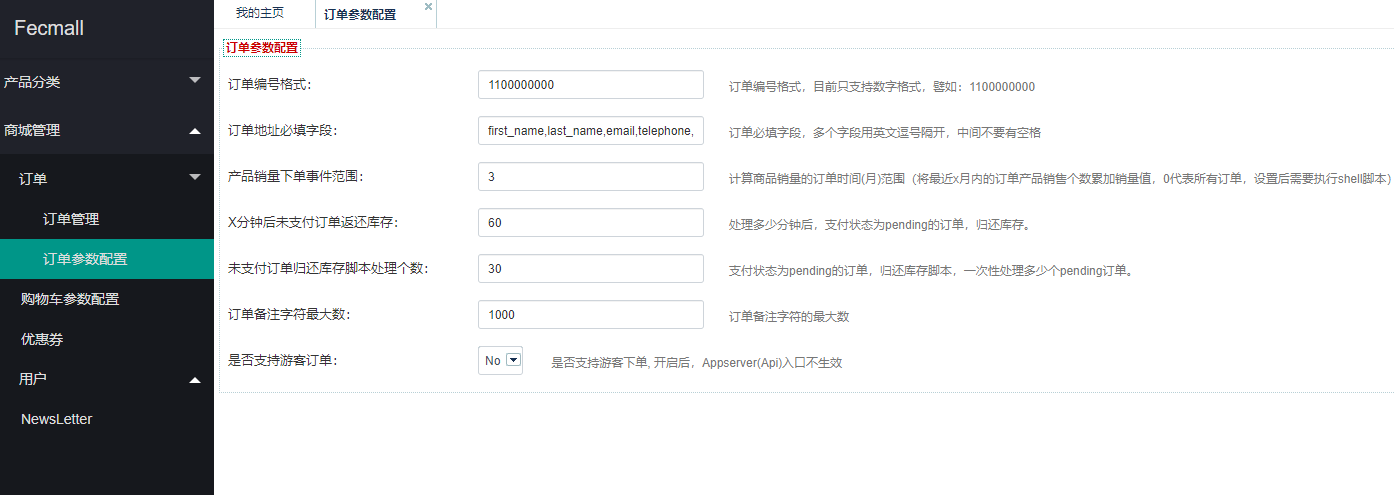 Fecmall
产品分类
商城管理
订单
订单管理
订单参数配置
购物车参数配置
优惠券
用户
NewsLetter
我的主页
订单参数配置
订单参数配置
订单编号格式: 1100000000 订单编号格式，目前只支持数字格式，譬如：1100000000
订单地址必填字段: first_name,last_name,email,telephone, 订单必填字段，多个字段用英文逗号隔开，中间不要有空格
产品销量下单事件范围: 3 计算商品销量的订单时间(月)范围（将最近x月内的订单产品销售个数累加销量值，0代表所有订单，设置后需要执行shell脚本）
X分钟后未支付订单返还库存: 60 处理多少分钟后，支付状态为pending的订单，归还库存。
未支付订单归还库存脚本处理个数: 30 支付状态为pending的订单，归还库存脚本，一次性处理多少个pending订单。
订单备注字符最大数: 1000 订单备注字符的最大数
是否支持游客订单: No 是否支持游客下单, 开启后，Appserver(Api)入口不生效